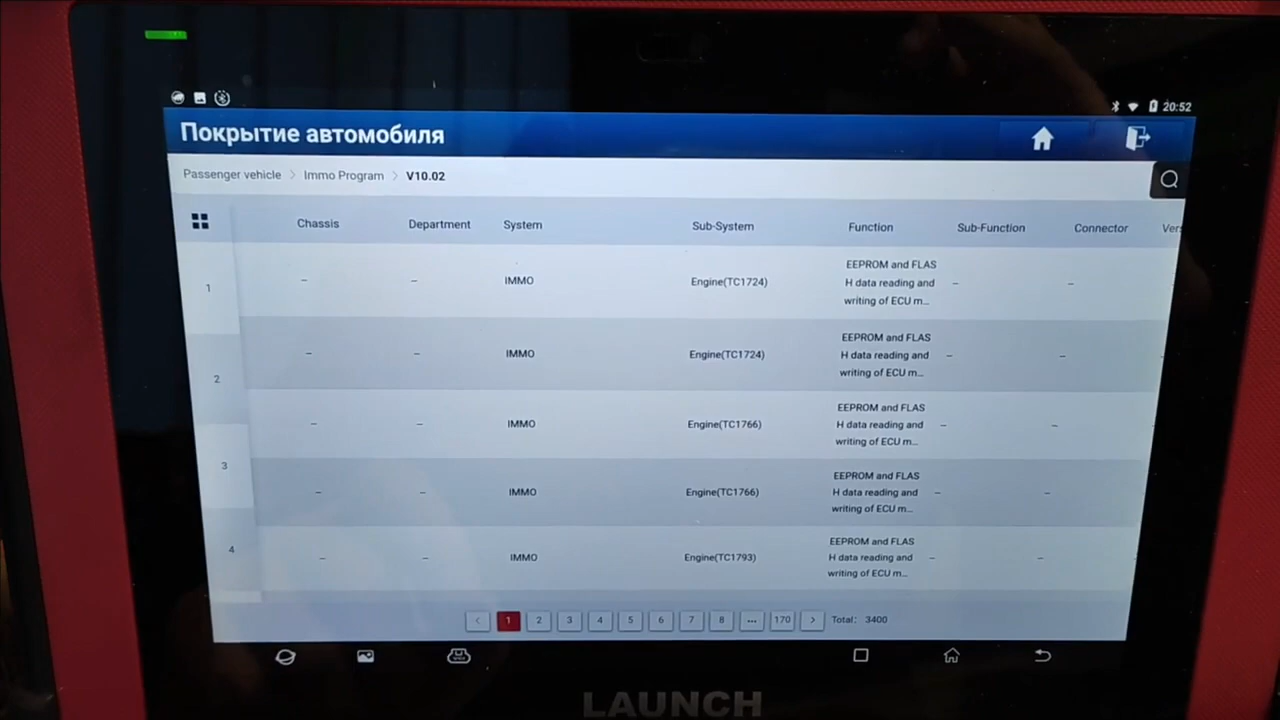 20:52
Покрытие автомобиля
Passenger vehicle > Immo Program > V10.02
Chassis Department System Sub-System Function Sub-Function Connector
1 – – IMMO Engine(TC1724) EEPROM and FLAS
H data reading and
writing of ECU m... – –
2 – – IMMO Engine(TC1724) EEPROM and FLAS
H data reading and
writing of ECU m... – –
3 – – IMMO Engine(TC1766) EEPROM and FLAS
H data reading and
writing of ECU m... – –
4 – – IMMO Engine(TC1766) EEPROM and FLAS
H data reading and
writing of ECU m... – –
– – IMMO Engine(TC1793) EEPROM and FLAS
H data reading and
writing of ECU m... – –
< 1 2 3 4 5 6 7 8 ... 170 > Total: 3400
LAUNCH